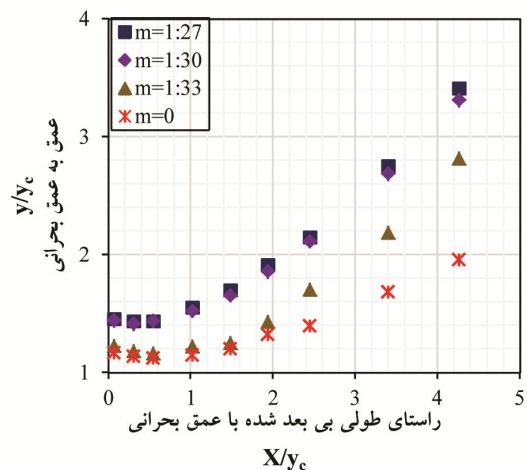 4
3
2
1
m=1:27
m=1:30
m=1:33
m=0
y/yc
عمق به عمق بحرانی
0 1 2 3 4 5
راستای طولی بی بعد شده با عمق بحرانی
X/yc